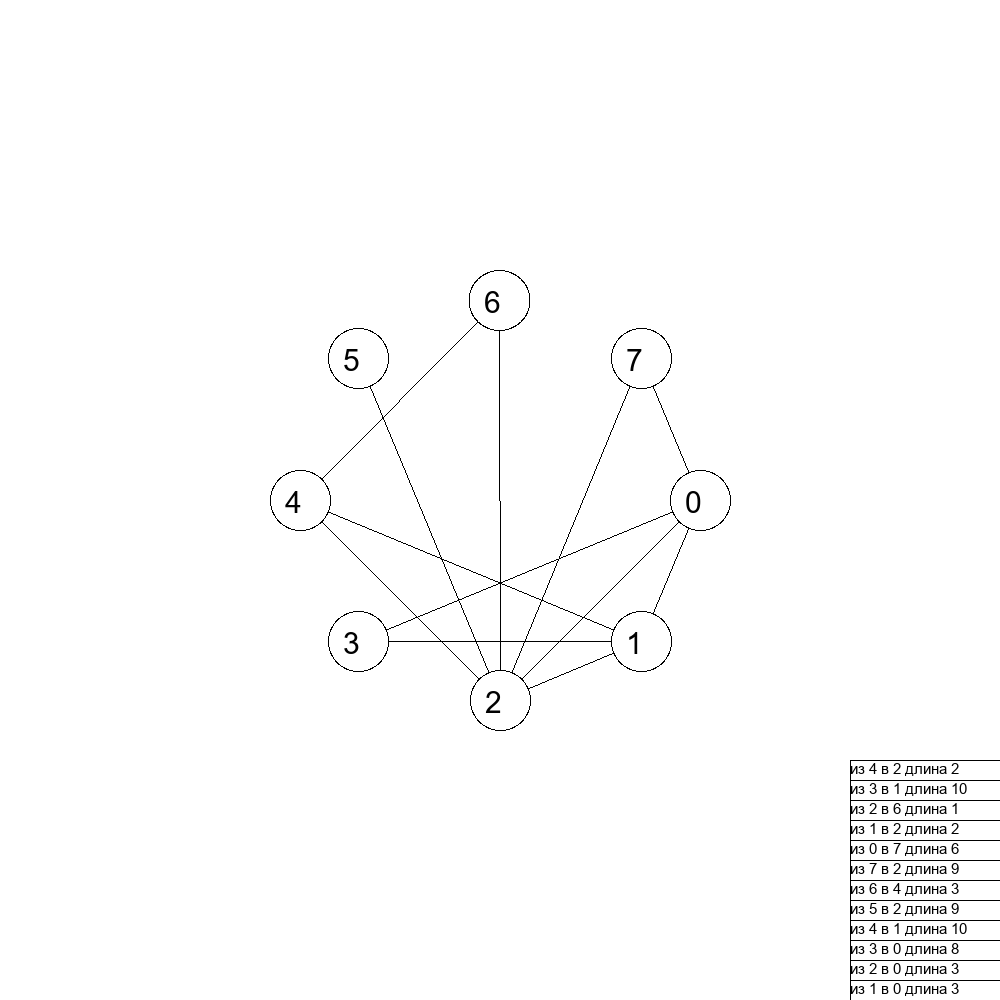 6
5
7
4
0
3
1
2
из 4 в 2 длина 2
из 3 в 1 длина 10
из 2 в 6 длина 1
из 1 в 2 длина 2
из 0 в 7 длина 6
из 7 в 2 длина 9
из 6 в 4 длина 3
из 5 в 2 длина 9
из 4 в 1 длина 10
из 3 в 0 длина 8
из 2 в 0 длина 3
из 1 в 0 длина 3